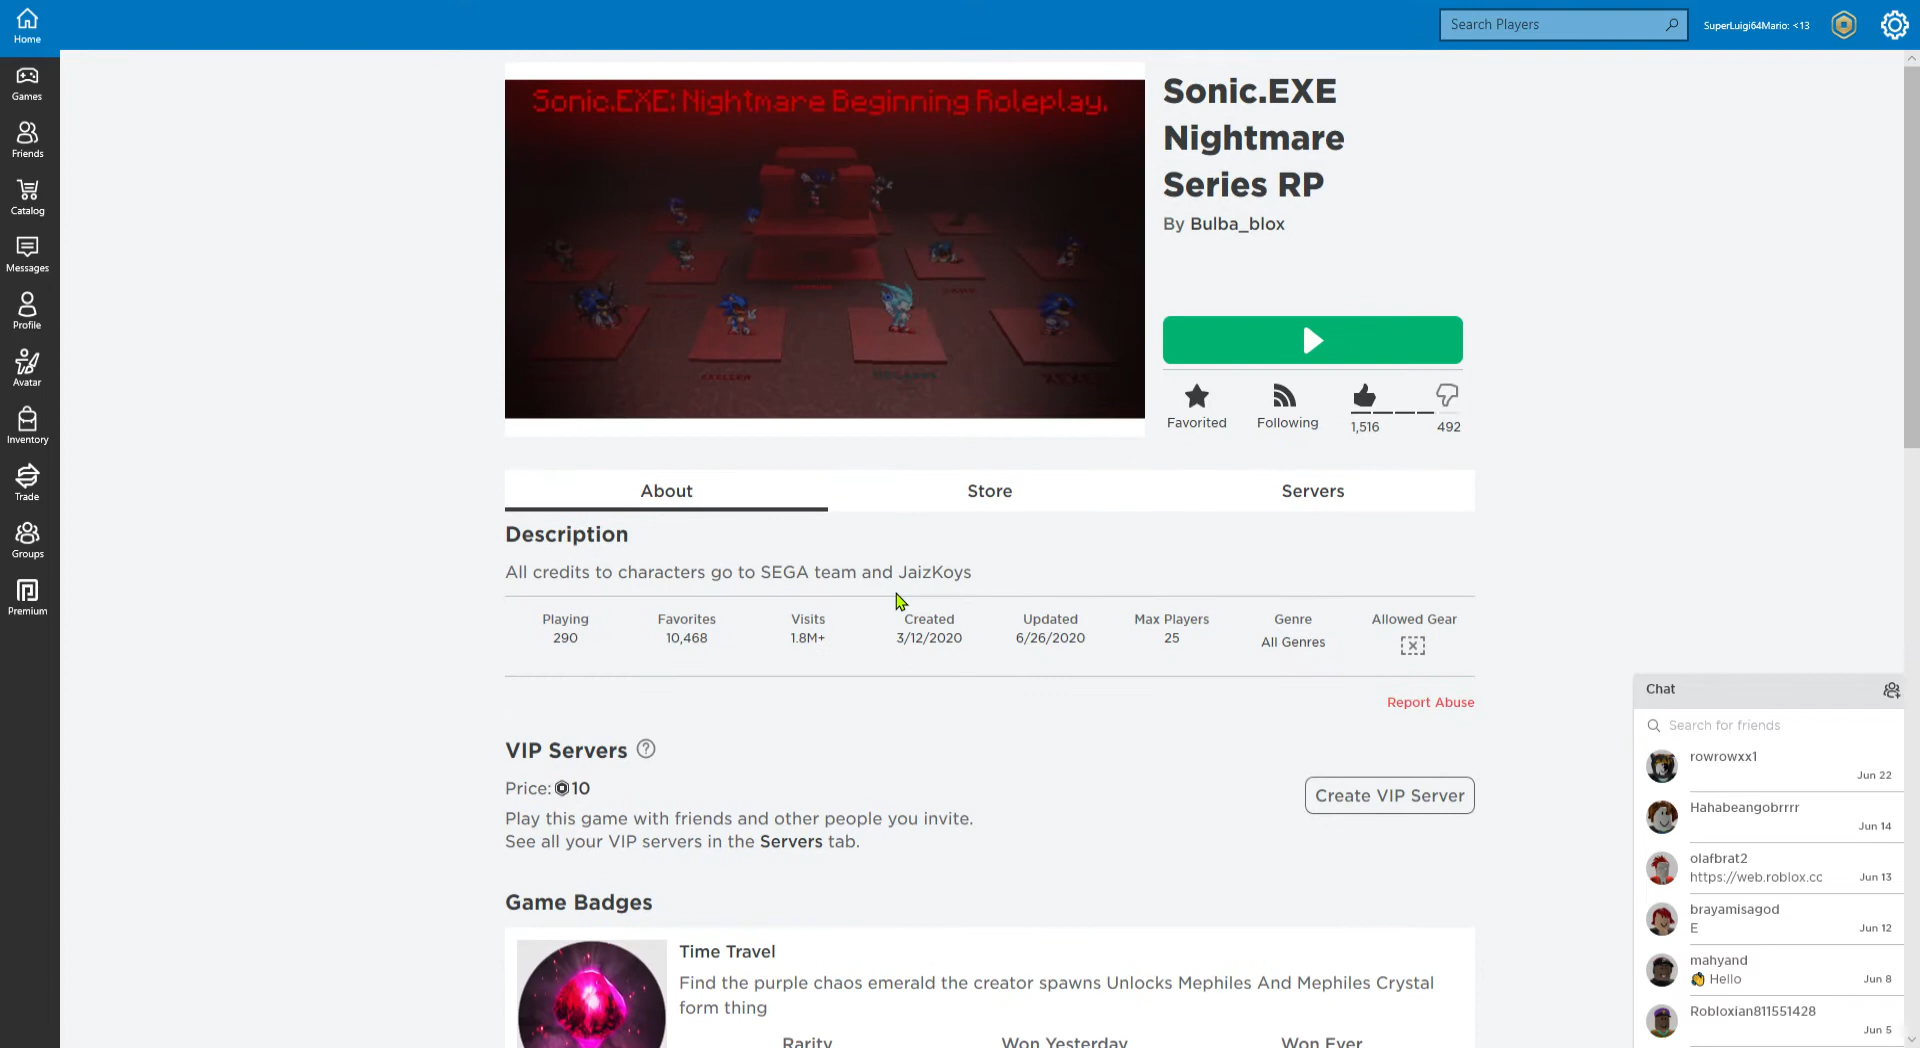 Home
Search Players
SuperLuigi64Mario: <13
Games
Friends
Catalog
Messages
Profile
Avatar
Inventory
Trade
Groups
Premium
Sonic.EXE: Nightmare Beginning Roleplay.
Sonic.EXE
Nightmare
Series RP
By Bulba_blox
Favorited
Following
1,516
492
About
Store
Servers
Description
All credits to characters go to SEGA team and JaizKoys
Playing
Favorites
Visits
Created
Updated
Max Players
Genre
Allowed Gear
290
10,468
1.8M+
3/12/2020
6/26/2020
25
All Genres
Report Abuse
VIP Servers
Price: 10
Create VIP Server
Play this game with friends and other people you invite.
See all your VIP servers in the Servers tab.
Game Badges
Time Travel
Find the purple chaos emerald the creator spawns Unlocks Mephiles And Mephiles Crystal
form thing
Rarity
Won Yesterday
Won Ever
Chat
Search for friends
rowrowxx1
Jun 22
Hahabeangobrrrr
Jun 14
olafbrat2
https://web.roblox.cc
Jun 13
brayamisagod
E
Jun 12
mahyand
👋 Hello
Jun 8
Robloxian811551428
Jun 5